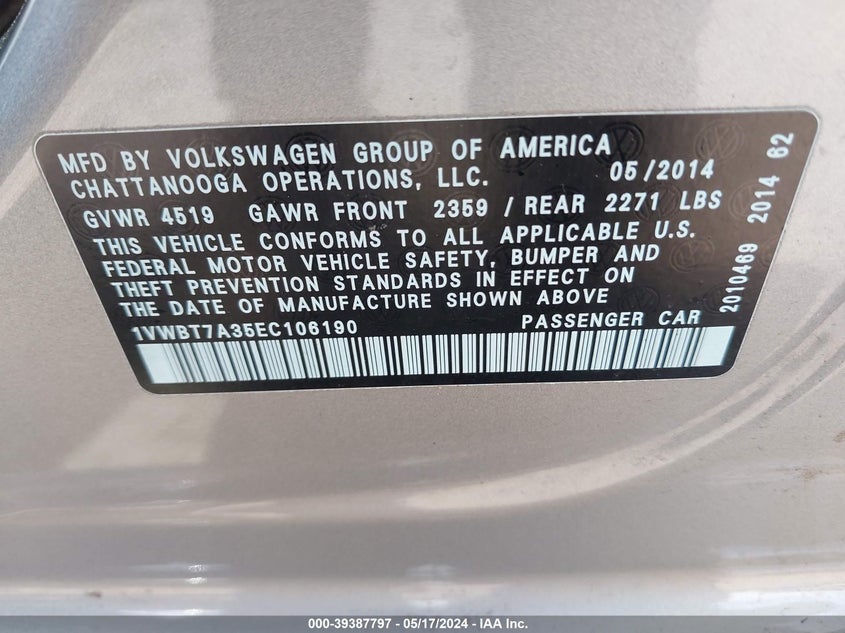 MFD BY VOLKSWAGEN GROUP OF AMERICA
CHATTANOOGA OPERATIONS, LLC. 05/2014
GVWR 4519 GAWR FRONT 2359 / REAR 2271 LBS
THIS VEHICLE CONFORMS TO ALL APPLICABLE U.S.
FEDERAL MOTOR VEHICLE SAFETY, BUMPER AND
THEFT PREVENTION STANDARDS IN EFFECT ON
THE DATE OF MANUFACTURE SHOWN ABOVE
1VWBT7A35EC106190 PASSENGER CAR
2010469 2014 62
000-39387797 - 05/17/2024 - IAA, Inc.